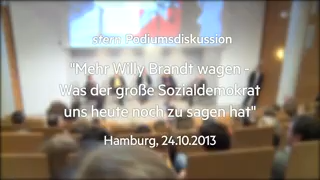 stern Podiumsdiskussion
"Mehr Willy Brandt wagen -
Was der große Sozialdemokrat
uns heute noch zu sagen hat"
Hamburg, 24.10.2013